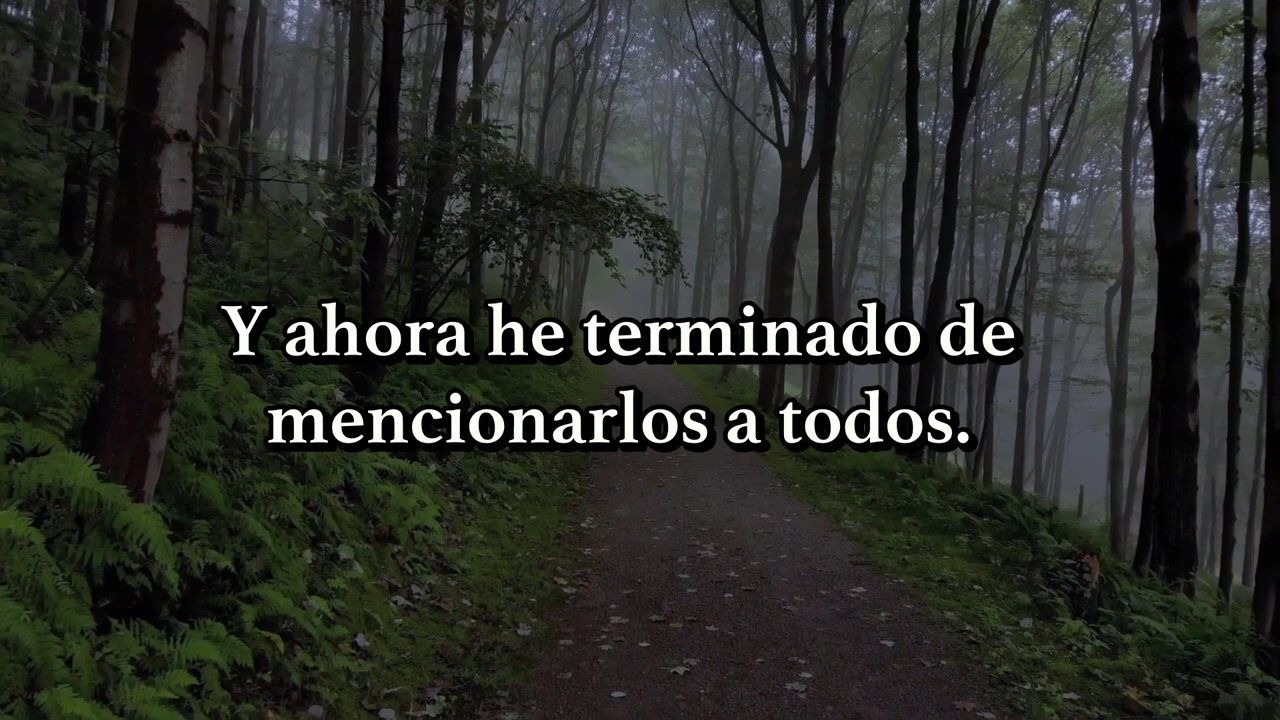 Y ahora he terminado de
mencionarlos a todos.